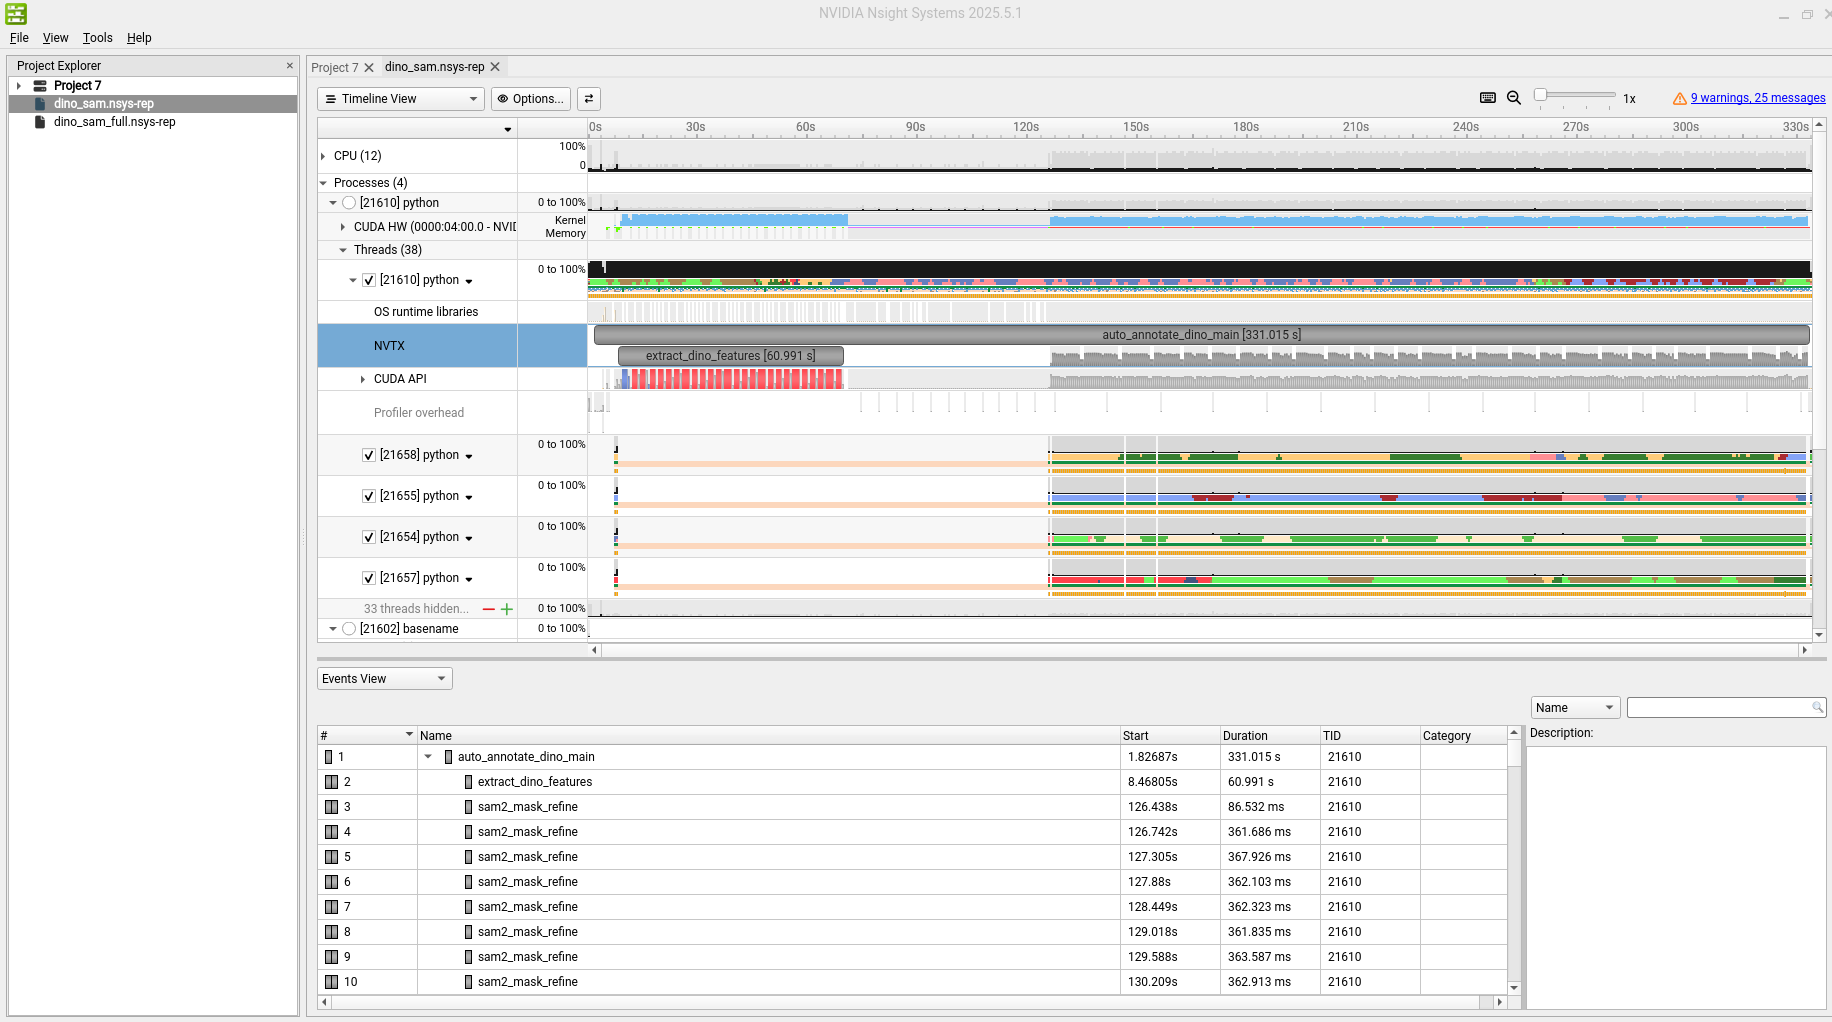 NVIDIA Nsight Systems 2025.5.1
File View Tools Help
Project Explorer
Project 7
dino_sam.nsys-rep
dino_sam_full.nsys-rep
Project 7 dino_sam.nsys-rep
Timeline View Options... 1x 9 warnings, 25 messages
0s 30s 60s 90s 120s 150s 180s 210s 240s 270s 300s 330s
CPU (12) 100%
0
Processes (4)
[21610] python 0 to 100%
CUDA HW (0000:04:00.0 - NVID Kernel
Memory
Threads (38)
[21610] python 0 to 100%
OS runtime libraries
NVTX
auto_annotate_dino_main [331.015 s]
extract_dino_features [60.991 s]
CUDA API
Profiler overhead
[21658] python 0 to 100%
[21655] python 0 to 100%
[21654] python 0 to 100%
[21657] python 0 to 100%
33 threads hidden... 0 to 100%
[21602] basename 0 to 100%
Events View
Name
# Name Start Duration TID Category
Description:
1 auto_annotate_dino_main 1.82687s 331.015 s 21610
2 extract_dino_features 8.46805s 60.991 s 21610
3 sam2_mask_refine 126.438s 86.532 ms 21610
4 sam2_mask_refine 126.742s 361.686 ms 21610
5 sam2_mask_refine 127.305s 367.926 ms 21610
6 sam2_mask_refine 127.88s 362.103 ms 21610
7 sam2_mask_refine 128.449s 362.323 ms 21610
8 sam2_mask_refine 129.018s 361.835 ms 21610
9 sam2_mask_refine 129.588s 363.587 ms 21610
10 sam2_mask_refine 130.209s 362.913 ms 21610